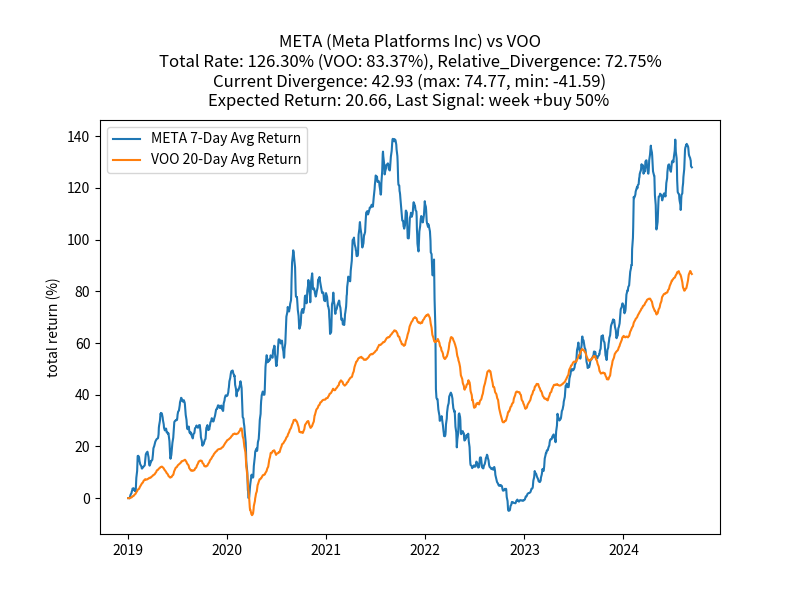 META (Meta Platforms Inc) vs VOO
Total Rate: 126.30% (VOO: 83.37%), Relative_Divergence: 72.75%
Current Divergence: 42.93 (max: 74.77, min: -41.59)
Expected Return: 20.66, Last Signal: week +buy 50%
META 7-Day Avg Return
VOO 20-Day Avg Return
total return (%)
140
120
100
80
60
40
20
0
2019 2020 2021 2022 2023 2024